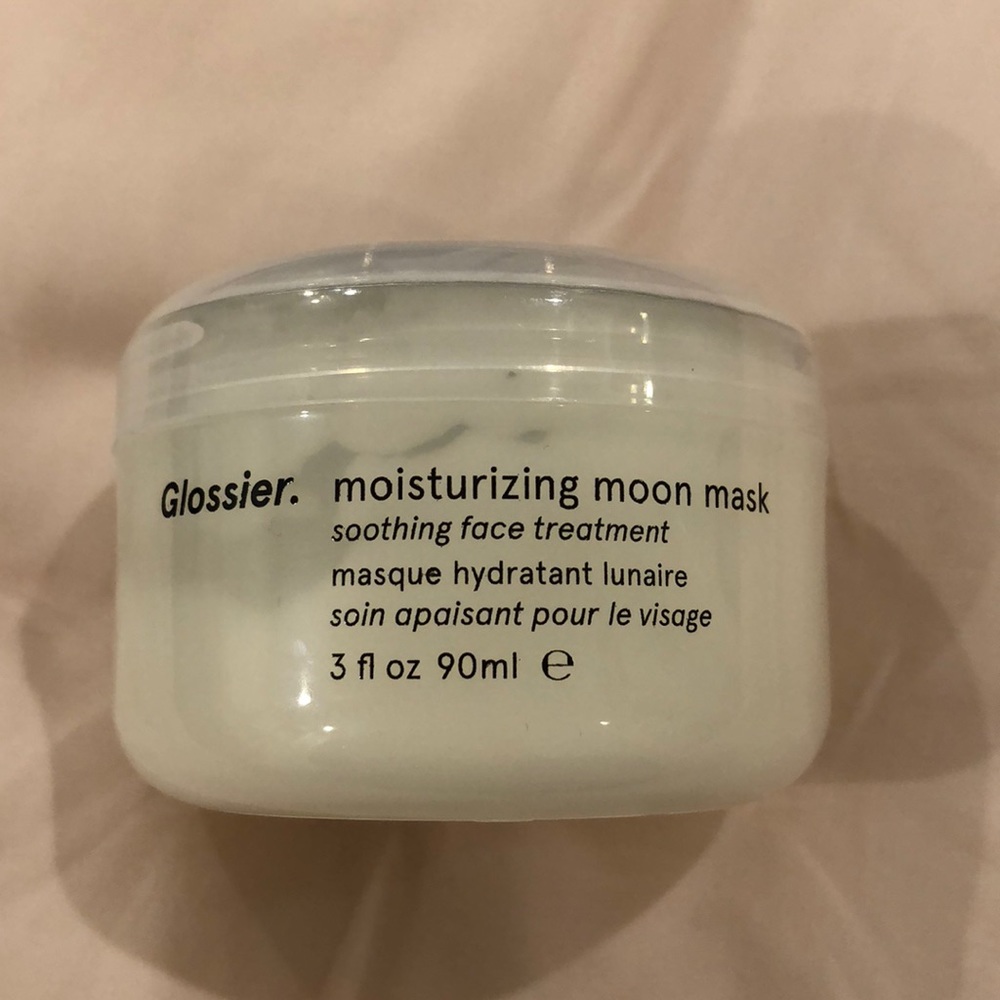 Glossier. moisturizing moon mask
soothing face treatment
masque hydratant lunaire
soin apaisant pour le visage
3 fl oz 90ml ℮